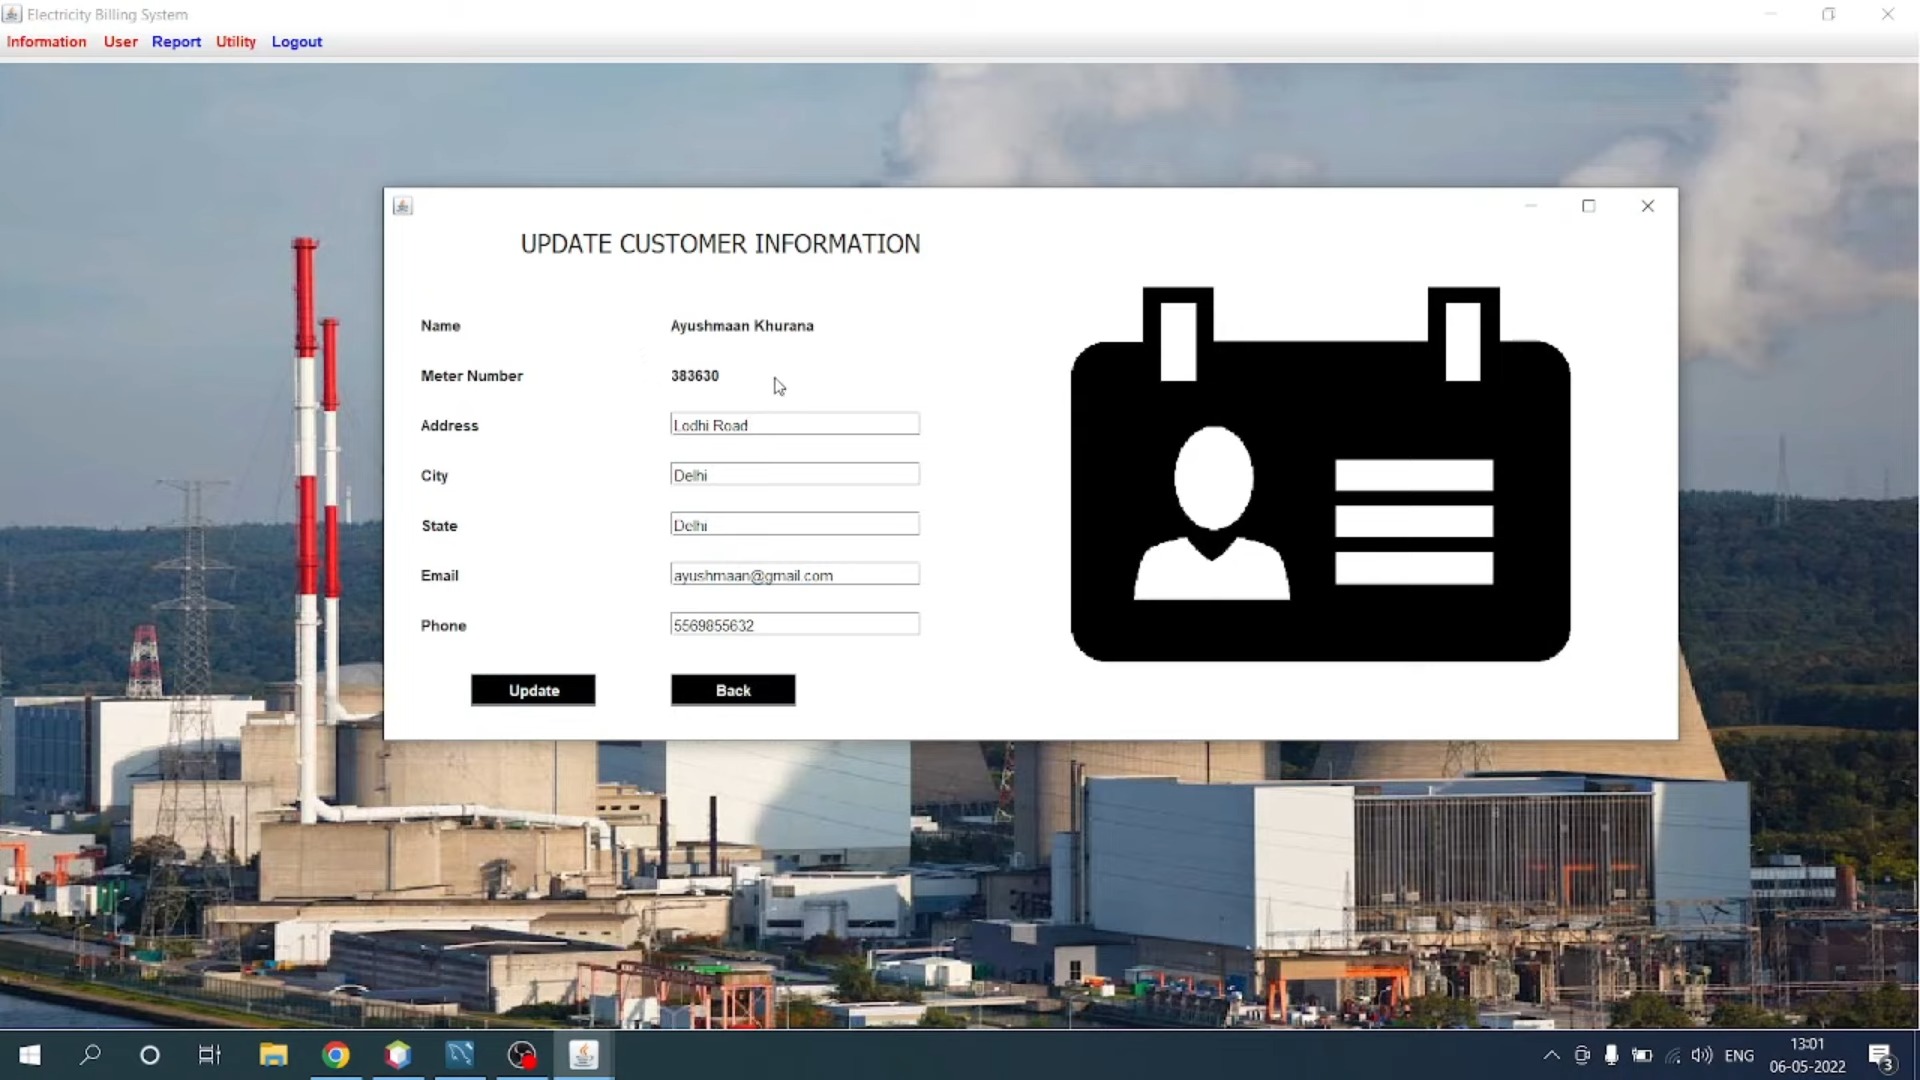 Electricity Billing System
Information User Report Utility Logout
UPDATE CUSTOMER INFORMATION
Name Ayushmaan Khurana
Meter Number 383630
Address Lodhi Road
City Delhi
State Delhi
Email ayushmaan@gmail.com
Phone 5569855632
Update Back
ENG
13:01
06-05-2022
3